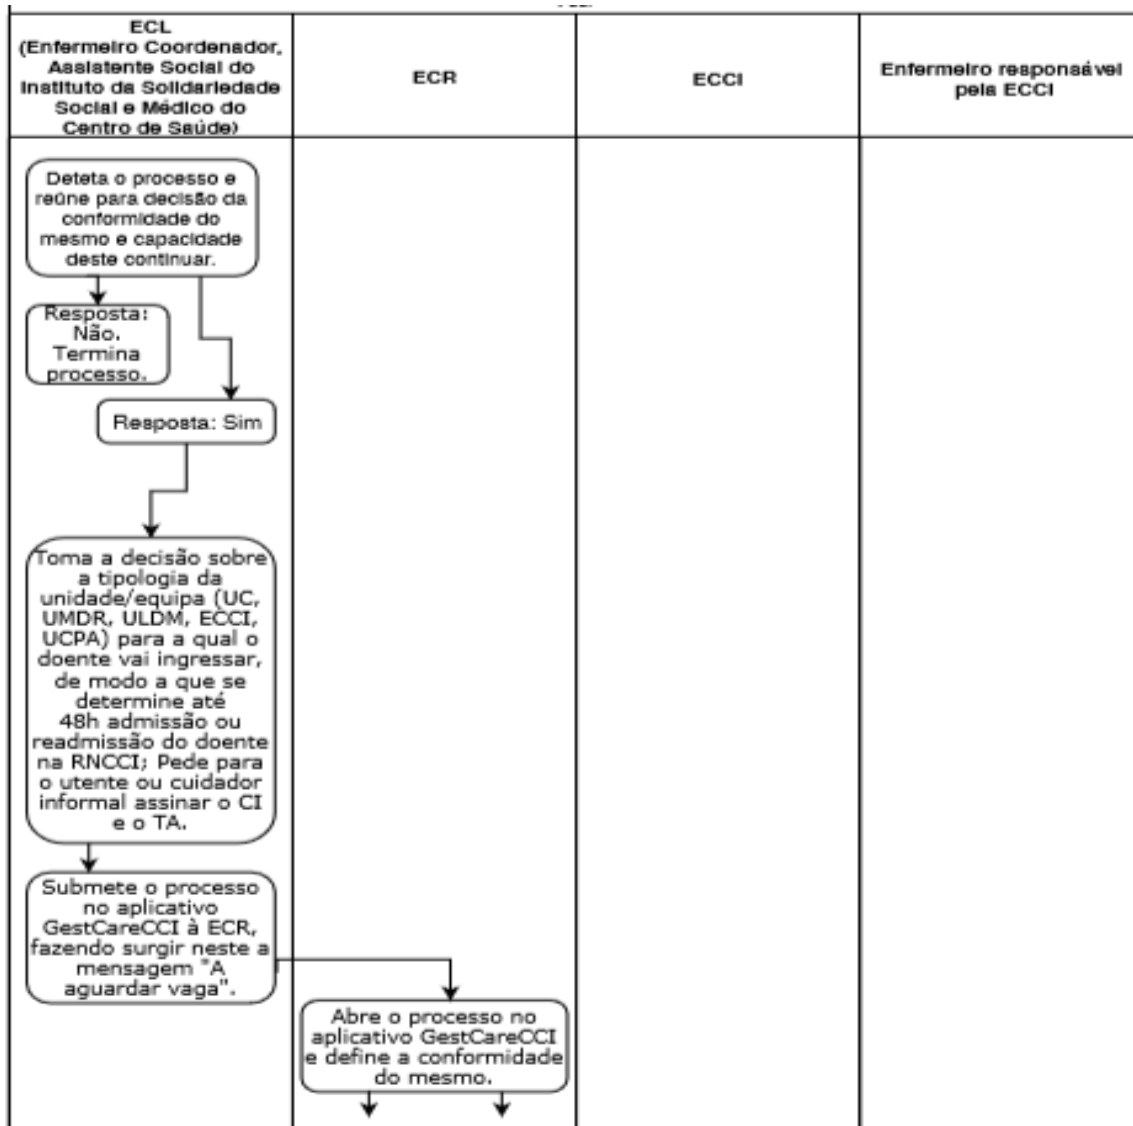 ECL
(Enfermeiro Coordenador,
Assistente Social do
Instituto da Solidariedade
Social e Médico do
Centro de Saúde)
ECR
ECCI
Enfermeiro responsável
pela ECCI
Deteta o processo e
reúne para decisão da
conformidade do
mesmo e capacidade
deste continuar.
Resposta:
Não.
Termina
processo.
Resposta: Sim
Toma a decisão sobre
a tipologia da
unidade/equipa (UC,
UMDR, ULDM, ECCI,
UCPA) para a qual o
doente vai ingressar,
de modo a que se
determine até
48h admissão ou
readmissão do doente
na RNCCI; Pede para
o utente ou cuidador
informal assinar o CI
e o TA.
Submete o processo
no aplicativo
GestCareCCI à ECR,
fazendo surgir neste a
mensagem "A
aguardar vaga".
Abre o processo no
aplicativo GestCareCCI
e define a conformidade
do mesmo.